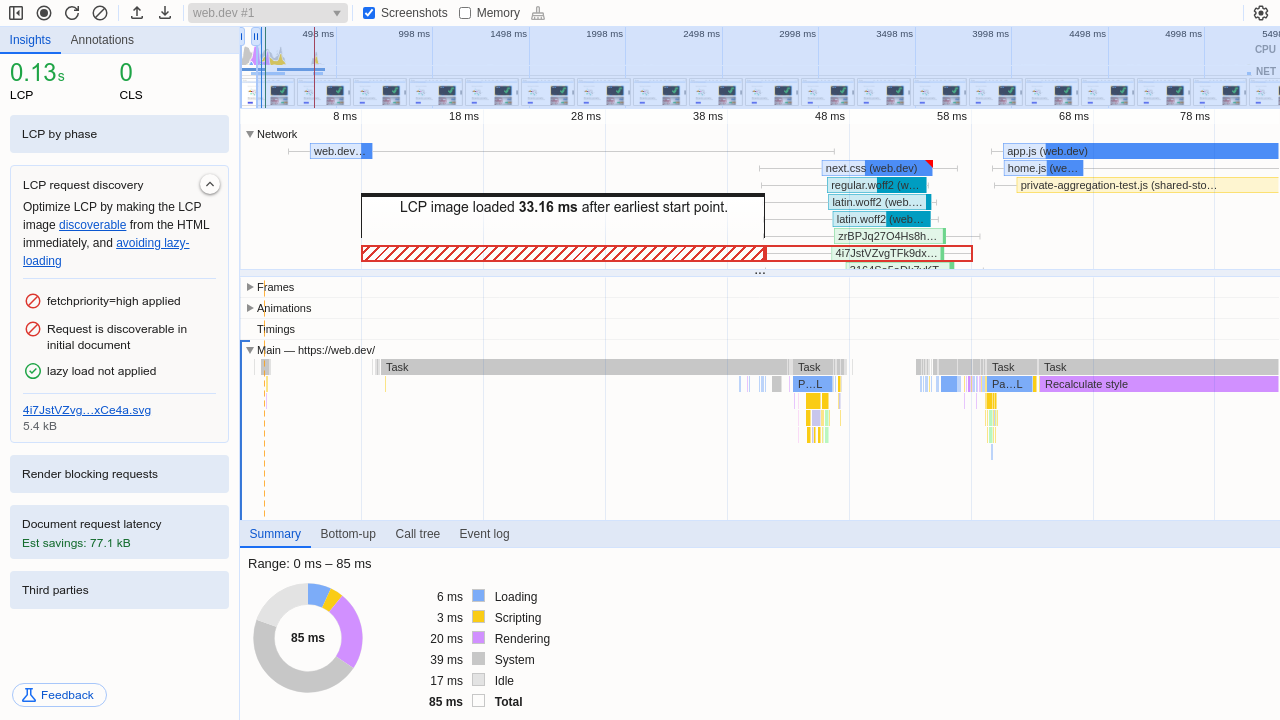 web.dev #1
Screenshots
Memory
Insights
Annotations
0.13s
LCP
0
CLS
LCP by phase
LCP request discovery
Optimize LCP by making the LCP
image discoverable from the HTML
immediately, and avoiding lazy-
loading
fetchpriority=high applied
Request is discoverable in
initial document
lazy load not applied
4i7JstVZvg…xCe4a.svg
5.4 kB
Render blocking requests
Document request latency
Est savings: 77.1 kB
Third parties
Feedback
498 ms
998 ms
1498 ms
1998 ms
2498 ms
2998 ms
3498 ms
3998 ms
4498 ms
4998 ms
5498
CPU
NET
8 ms
18 ms
28 ms
38 ms
48 ms
58 ms
68 ms
78 ms
Network
web.dev…
app.js (web.dev)
next.css (web.dev)
home.js (we…
regular.woff2 (w…
private-aggregation-test.js (shared-sto…
latin.woff2 (web.…
LCP image loaded 33.16 ms after earliest start point.
latin.woff2 (web…
zrBPJq27O4Hs8h…
4i7JstVZvgTFk9dx…
…
Frames
Animations
Timings
Main — https://web.dev/
Task
Task
Task
Task
P…L
Pa…L
Recalculate style
Summary
Bottom-up
Call tree
Event log
Range: 0 ms – 85 ms
85 ms
6 ms Loading
3 ms Scripting
20 ms Rendering
39 ms System
17 ms Idle
85 ms Total